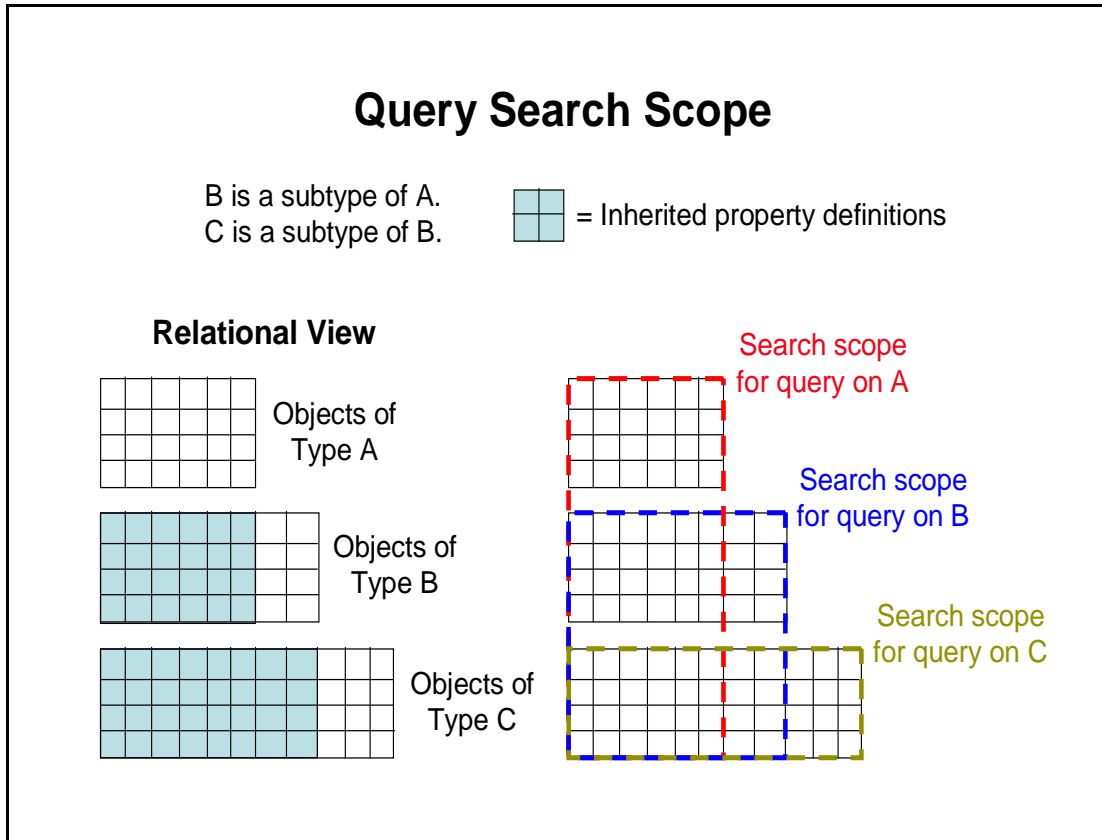 Query Search Scope
B is a subtype of A.
C is a subtype of B.
= Inherited property definitions
Relational View
Objects of
Type A
Objects of
Type B
Objects of
Type C
Search scope
for query on A
Search scope
for query on B
Search scope
for query on C